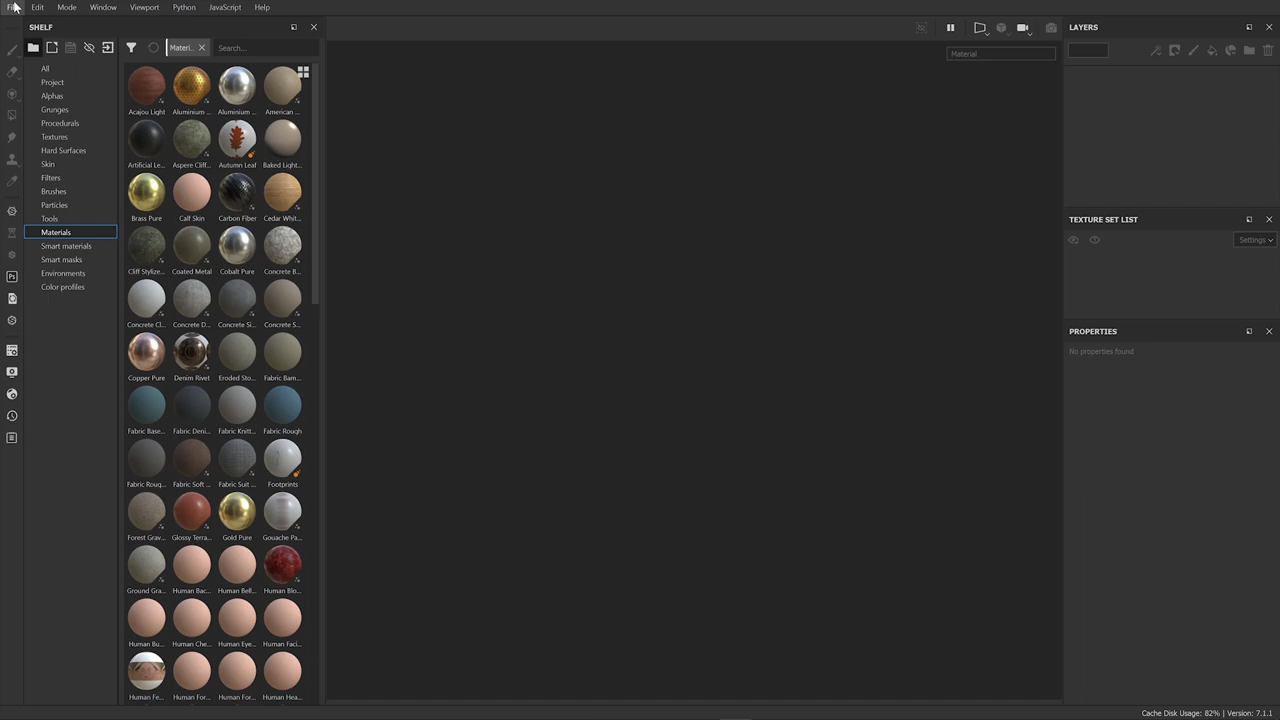 File Edit Mode Window Viewport Python JavaScript Help
SHELF
Materi... Search...
All
Project
Alphas
Grunges
Procedurals
Textures
Hard Surfaces
Skin
Filters
Brushes
Particles
Tools
Materials
Smart materials
Smart masks
Environments
Color profiles
Acajou Light Aluminium ... Aluminium ... American ...
Artificial Le... Aspere Cliff... Autumn Leaf Baked Light...
Brass Pure Calf Skin Carbon Fiber Cedar Whit...
Cliff Stylize... Coated Metal Cobalt Pure Concrete B...
Concrete Cl... Concrete D... Concrete Si... Concrete S...
Copper Pure Denim Rivet Eroded Sto... Fabric Bam...
Fabric Base... Fabric Deni... Fabric Knitt... Fabric Rough
Fabric Roug... Fabric Soft ... Fabric Suit ... Footprints
Forest Grav... Glossy Terra... Gold Pure Gouache Pa...
Ground Gra... Human Bac... Human Bell... Human Blo...
Human Bu... Human Che... Human Eye... Human Faci...
Human Fe... Human For... Human For... Human Hea...
Material
LAYERS
TEXTURE SET LIST
Settings
PROPERTIES
No properties found
Ps
Cache Disk Usage: 82% | Version: 7.1.1